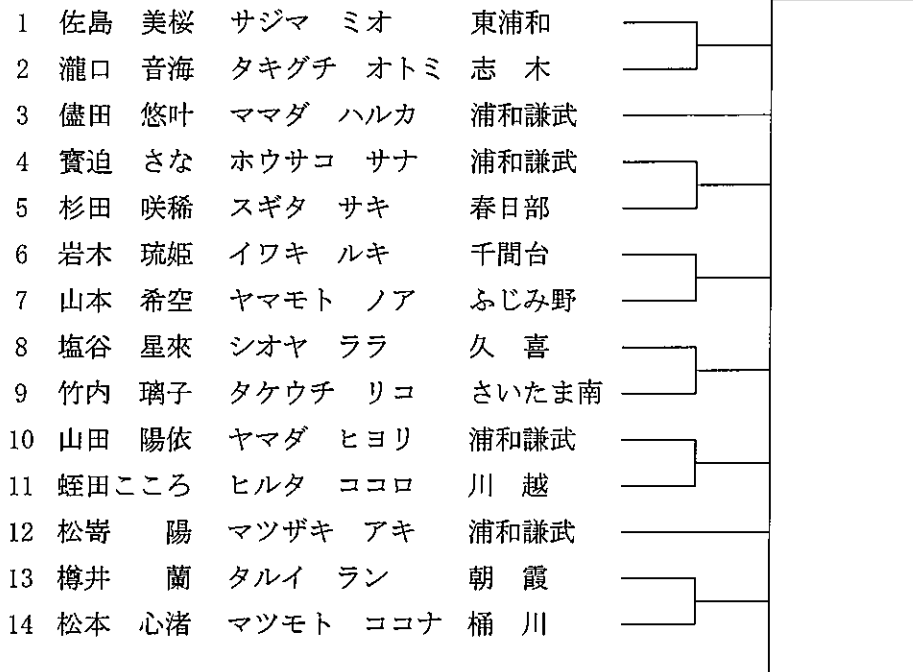 1 佐島 美桜 サジマ ミオ 東浦和
2 瀧口 音海 タキグチ オトミ 志 木
3 儘田 悠叶 ママダ ハルカ 浦和謙武
4 寳迫 さな ホウサコ サナ 浦和謙武
5 杉田 咲稀 スギタ サキ 春日部
6 岩木 琉姫 イワキ ルキ 千間台
7 山本 希空 ヤマモト ノア ふじみ野
8 塩谷 星來 シオヤ ララ 久 喜
9 竹内 璃子 タケウチ リコ さいたま南
10 山田 陽依 ヤマダ ヒヨリ 浦和謙武
11 蛭田こころ ヒルタ ココロ 川 越
12 松嵜 陽 マツザキ アキ 浦和謙武
13 樽井 蘭 タルイ ラン 朝 霞
14 松本 心渚 マツモト ココナ 桶 川